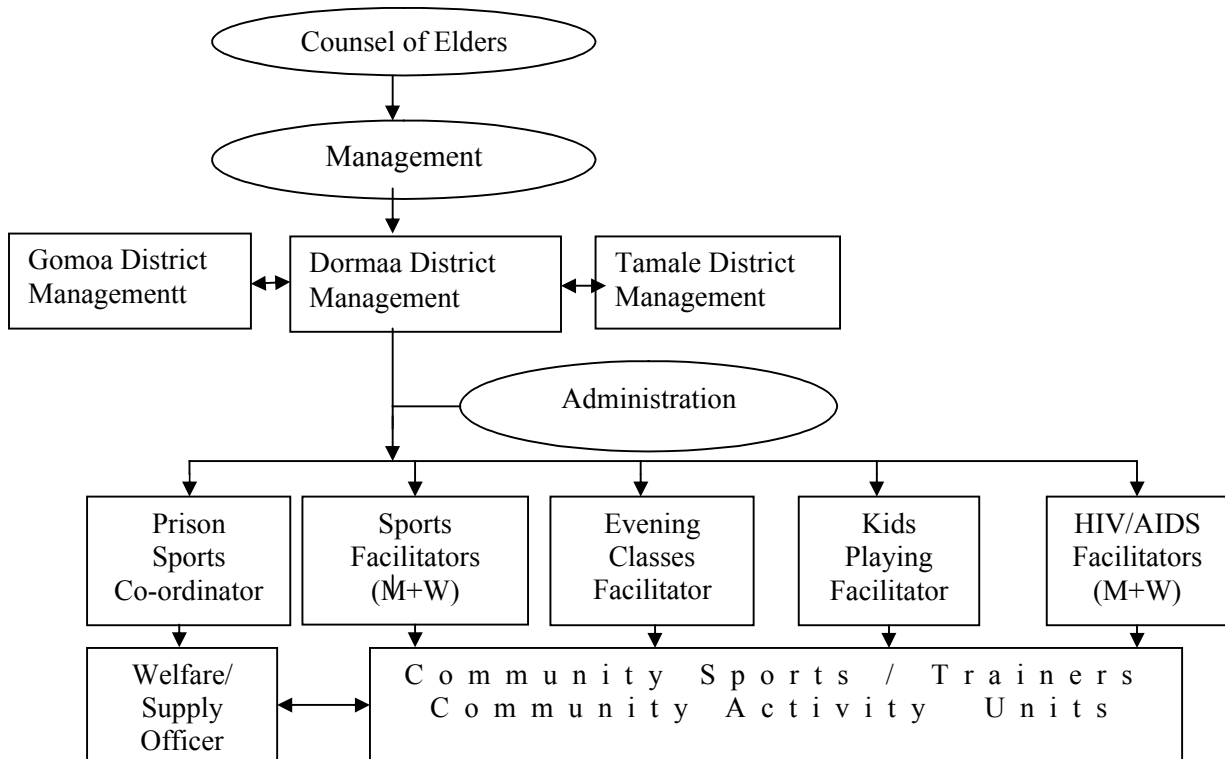 Counsel of Elders
Management
Gomoa District
Managementt
Dormaa District
Management
Tamale District
Management
Administration
Prison
Sports
Co-ordinator
Sports
Facilitators
(M+W)
Evening
Classes
Facilitator
Kids
Playing
Facilitator
HIV/AIDS
Facilitators
(M+W)
Welfare/
Supply
Officer
Community Sports / Trainers
Community Activity Units